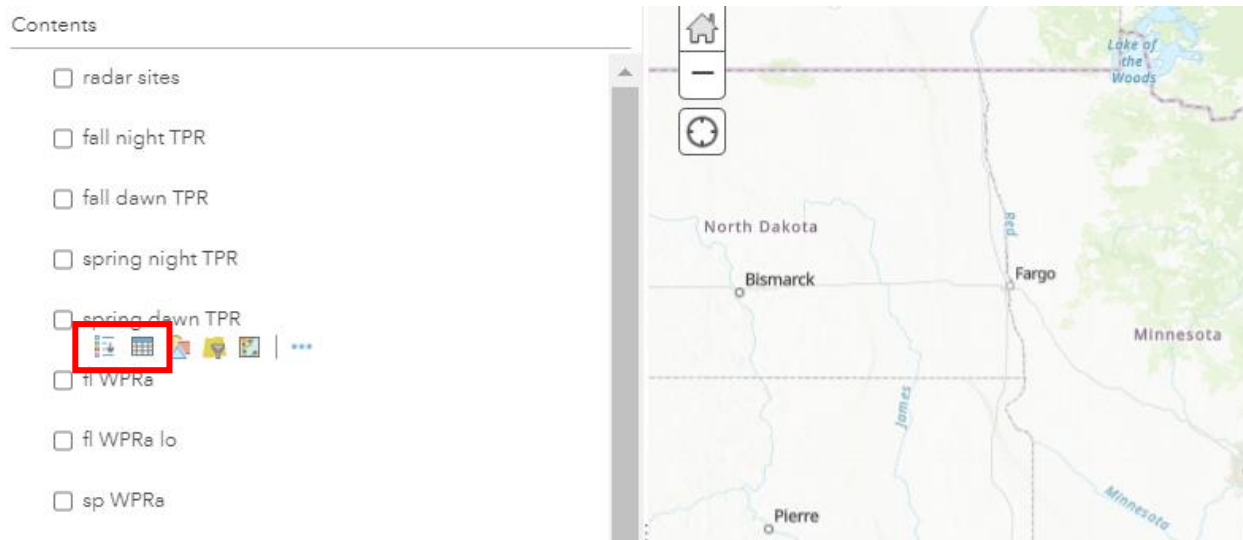 Contents
radar sites
fall night TPR
fall dawn TPR
spring night TPR
spring dawn TPR
fl WPRa
fl WPRa lo
sp WPRa
Lake of
the
Woods
North Dakota
Red
Bismarck
Fargo
Minnesota
James
Minnesota
Pierre